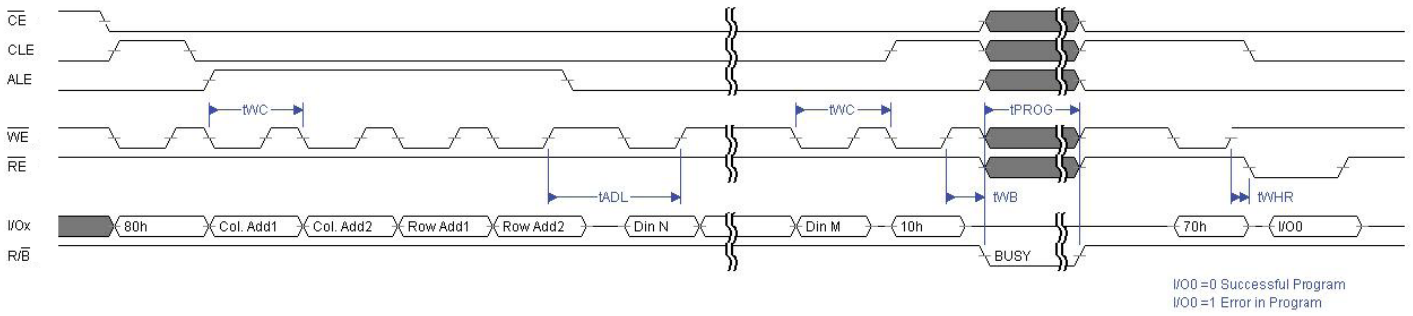 CE
CLE
ALE
tWC
tWC
tPROG
WE
RE
tADL
tWB
tWHR
I/Ox
80h
Col. Add1
Col. Add2
Row Add1
Row Add2
Din N
Din M
10h
70h
I/O0
R/B
BUSY
I/O0 =0 Successful Program
I/O0 =1 Error in Program